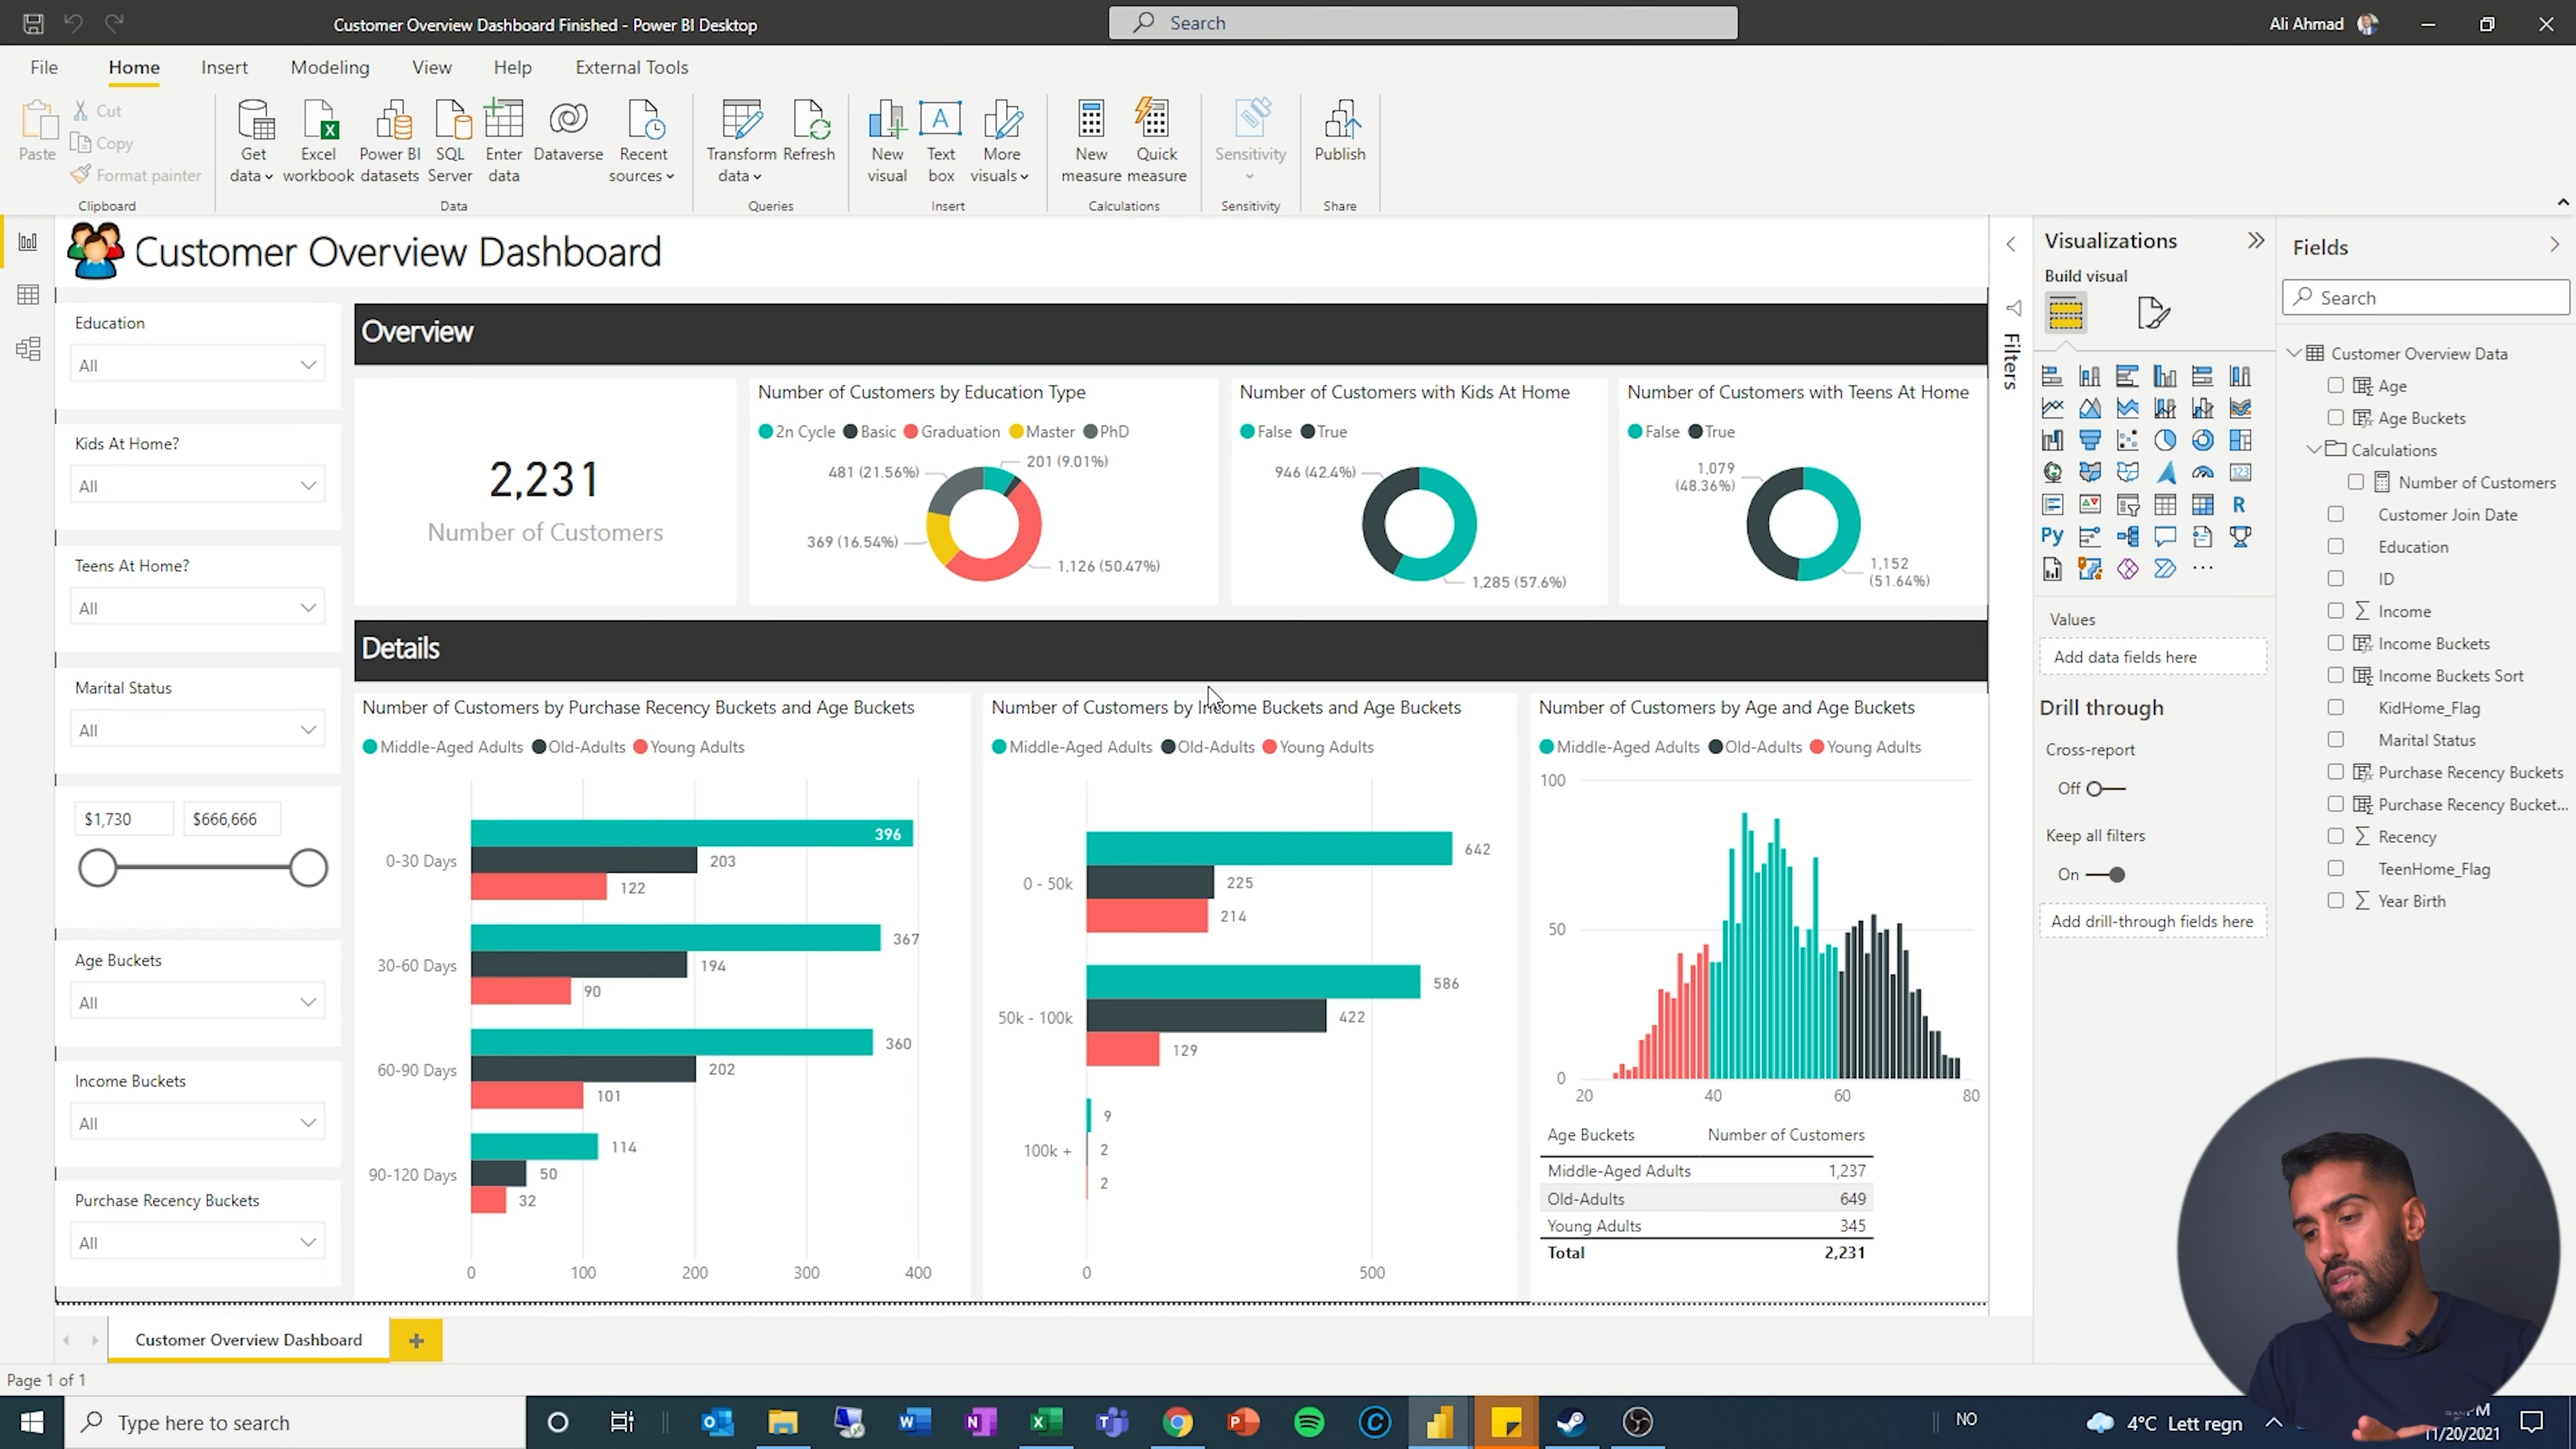 Customer Overview Dashboard Finished - Power BI Desktop
Search
Ali Ahmad
File Home Insert Modeling View Help External Tools
Paste
Cut
Copy
Format painter
Clipboard
Get data
Excel workbook
Power BI datasets
SQL Server
Enter data
Dataverse
Recent sources
Data
Transform data
Refresh
Queries
New visual
A
Text box
More visuals
Insert
New measure
Quick measure
Calculations
Sensitivity
Sensitivity
Publish
Share
Customer Overview Dashboard
Education
All
Kids At Home?
All
Teens At Home?
All
Marital Status
All
$1,730 $666,666
Age Buckets
All
Income Buckets
All
Purchase Recency Buckets
All
Overview
2,231
Number of Customers
Number of Customers by Education Type
2n Cycle Basic Graduation Master PhD
481 (21.56%)
201 (9.01%)
369 (16.54%)
1,126 (50.47%)
Number of Customers with Kids At Home
False True
946 (42.4%)
1,285 (57.6%)
Number of Customers with Teens At Home
False True
1,079
(48.36%)
1,152
(51.64%)
Details
Number of Customers by Purchase Recency Buckets and Age Buckets
Middle-Aged Adults Old-Adults Young Adults
0-30 Days
396
203
122
30-60 Days
367
194
90
60-90 Days
360
202
101
90-120 Days
114
50
32
0 100 200 300 400
Number of Customers by Income Buckets and Age Buckets
Middle-Aged Adults Old-Adults Young Adults
0 - 50k
642
225
214
50k - 100k
586
422
129
100k +
9
2
2
0 500
Number of Customers by Age and Age Buckets
Middle-Aged Adults Old-Adults Young Adults
100
50
0
20 40 60 80
Age Buckets Number of Customers
Middle-Aged Adults 1,237
Old-Adults 649
Young Adults 345
Total 2,231
Filters
Visualizations
Build visual
123
R
Py
Values
Add data fields here
Drill through
Cross-report
Off
Keep all filters
On
Add drill-through fields here
Fields
Search
Customer Overview Data
Age
Age Buckets
Calculations
Number of Customers
Customer Join Date
Education
ID
Income
Income Buckets
Income Buckets Sort
KidHome_Flag
Marital Status
Purchase Recency Buckets
Purchase Recency Bucket...
Recency
TeenHome_Flag
Year Birth
Customer Overview Dashboard
Page 1 of 1
Type here to search
NO
4°C Lett regn
11/20/2021